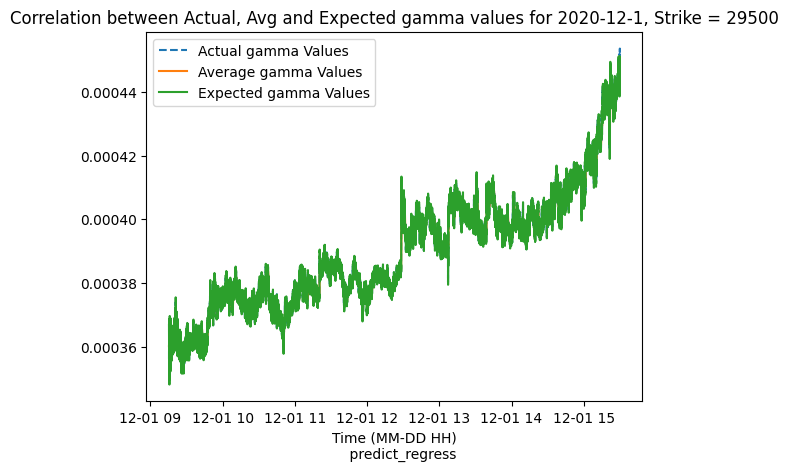 Correlation between Actual, Avg and Expected gamma values for 2020-12-1, Strike = 29500
Actual gamma Values
Average gamma Values
Expected gamma Values
0.00044
0.00042
0.00040
0.00038
0.00036
12-01 09 12-01 10 12-01 11 12-01 12 12-01 13 12-01 14 12-01 15
Time (MM-DD HH)
predict_regress